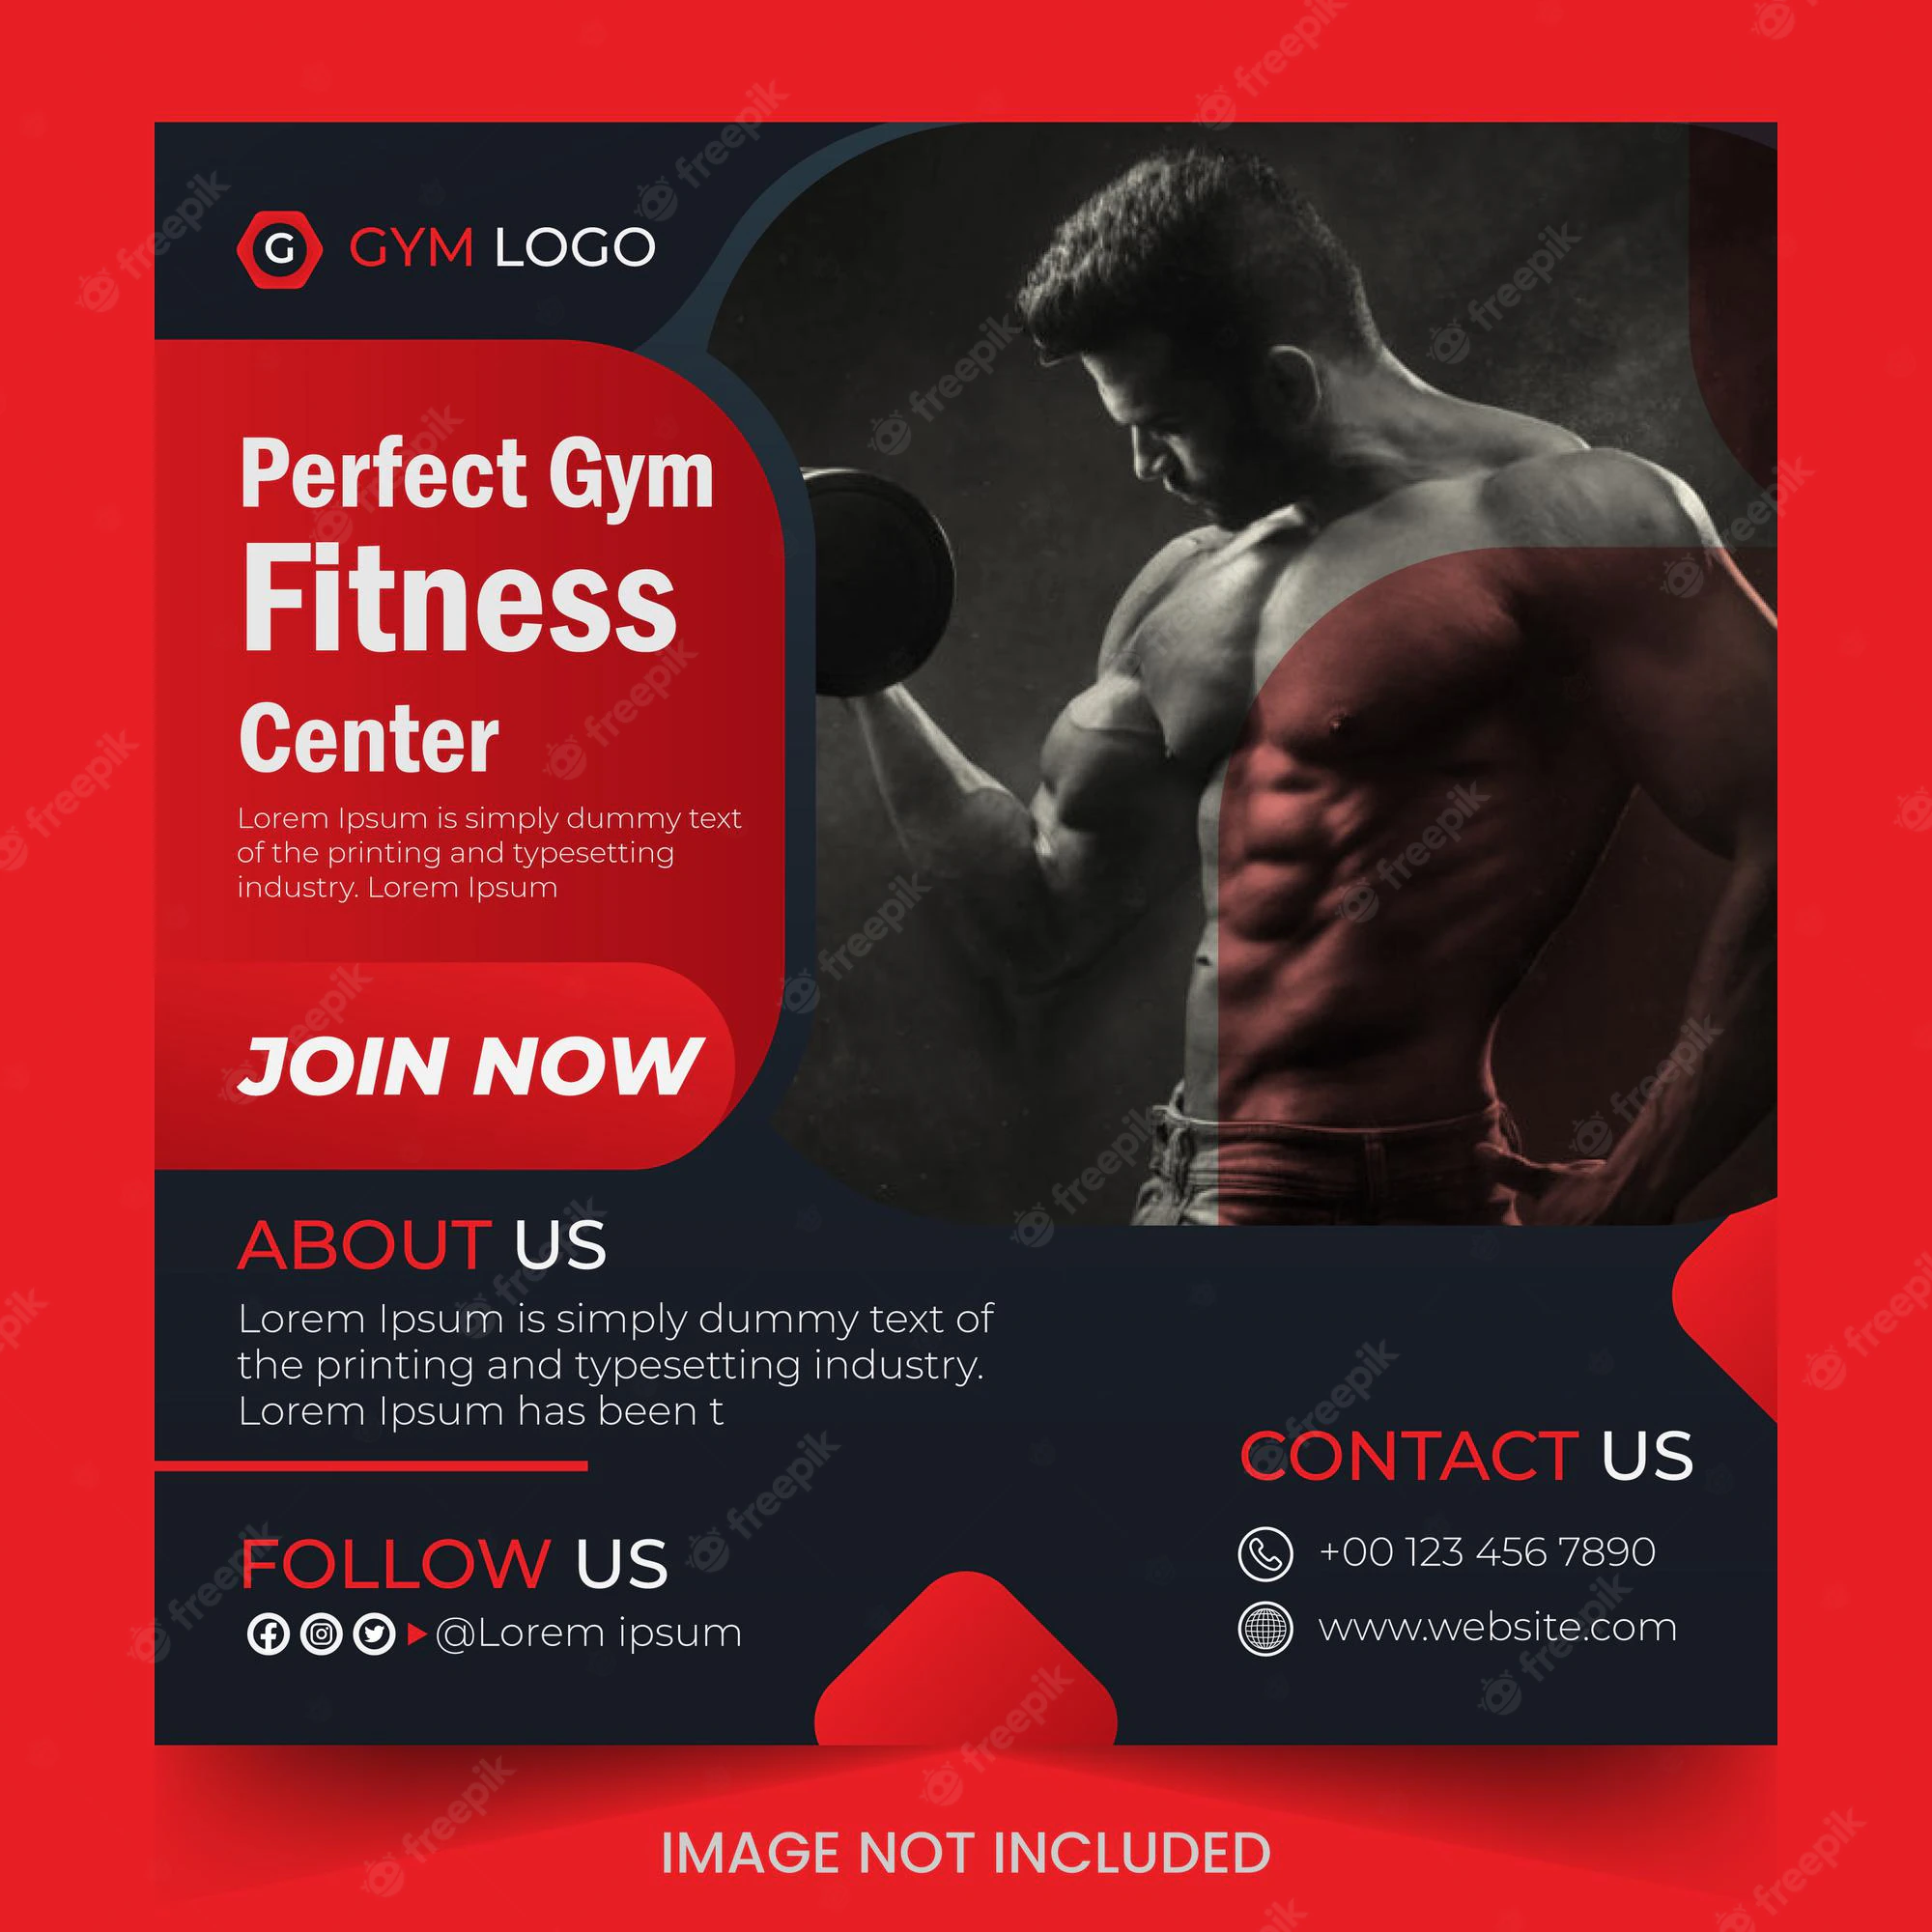 G GYM LOGO
Perfect Gym
Fitness
Center
Lorem Ipsum is simply dummy text
of the printing and typesetting
industry. Lorem Ipsum
JOIN NOW
ABOUT US
Lorem Ipsum is simply dummy text of
the printing and typesetting industry.
Lorem Ipsum has been t
FOLLOW US
@Lorem ipsum
CONTACT US
+00 123 456 7890
www.website.com
IMAGE NOT INCLUDED
freepik